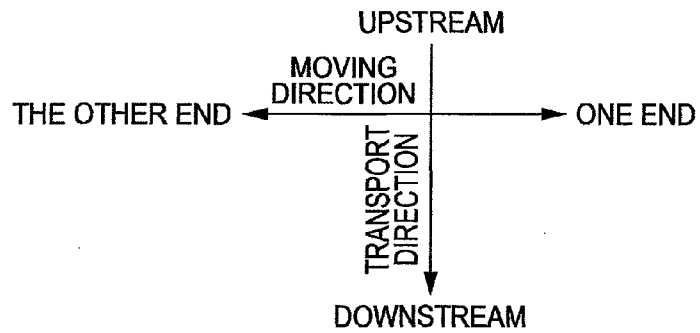 UPSTREAM
MOVING
DIRECTION
THE OTHER END
ONE END
TRANSPORT
DIRECTION
DOWNSTREAM